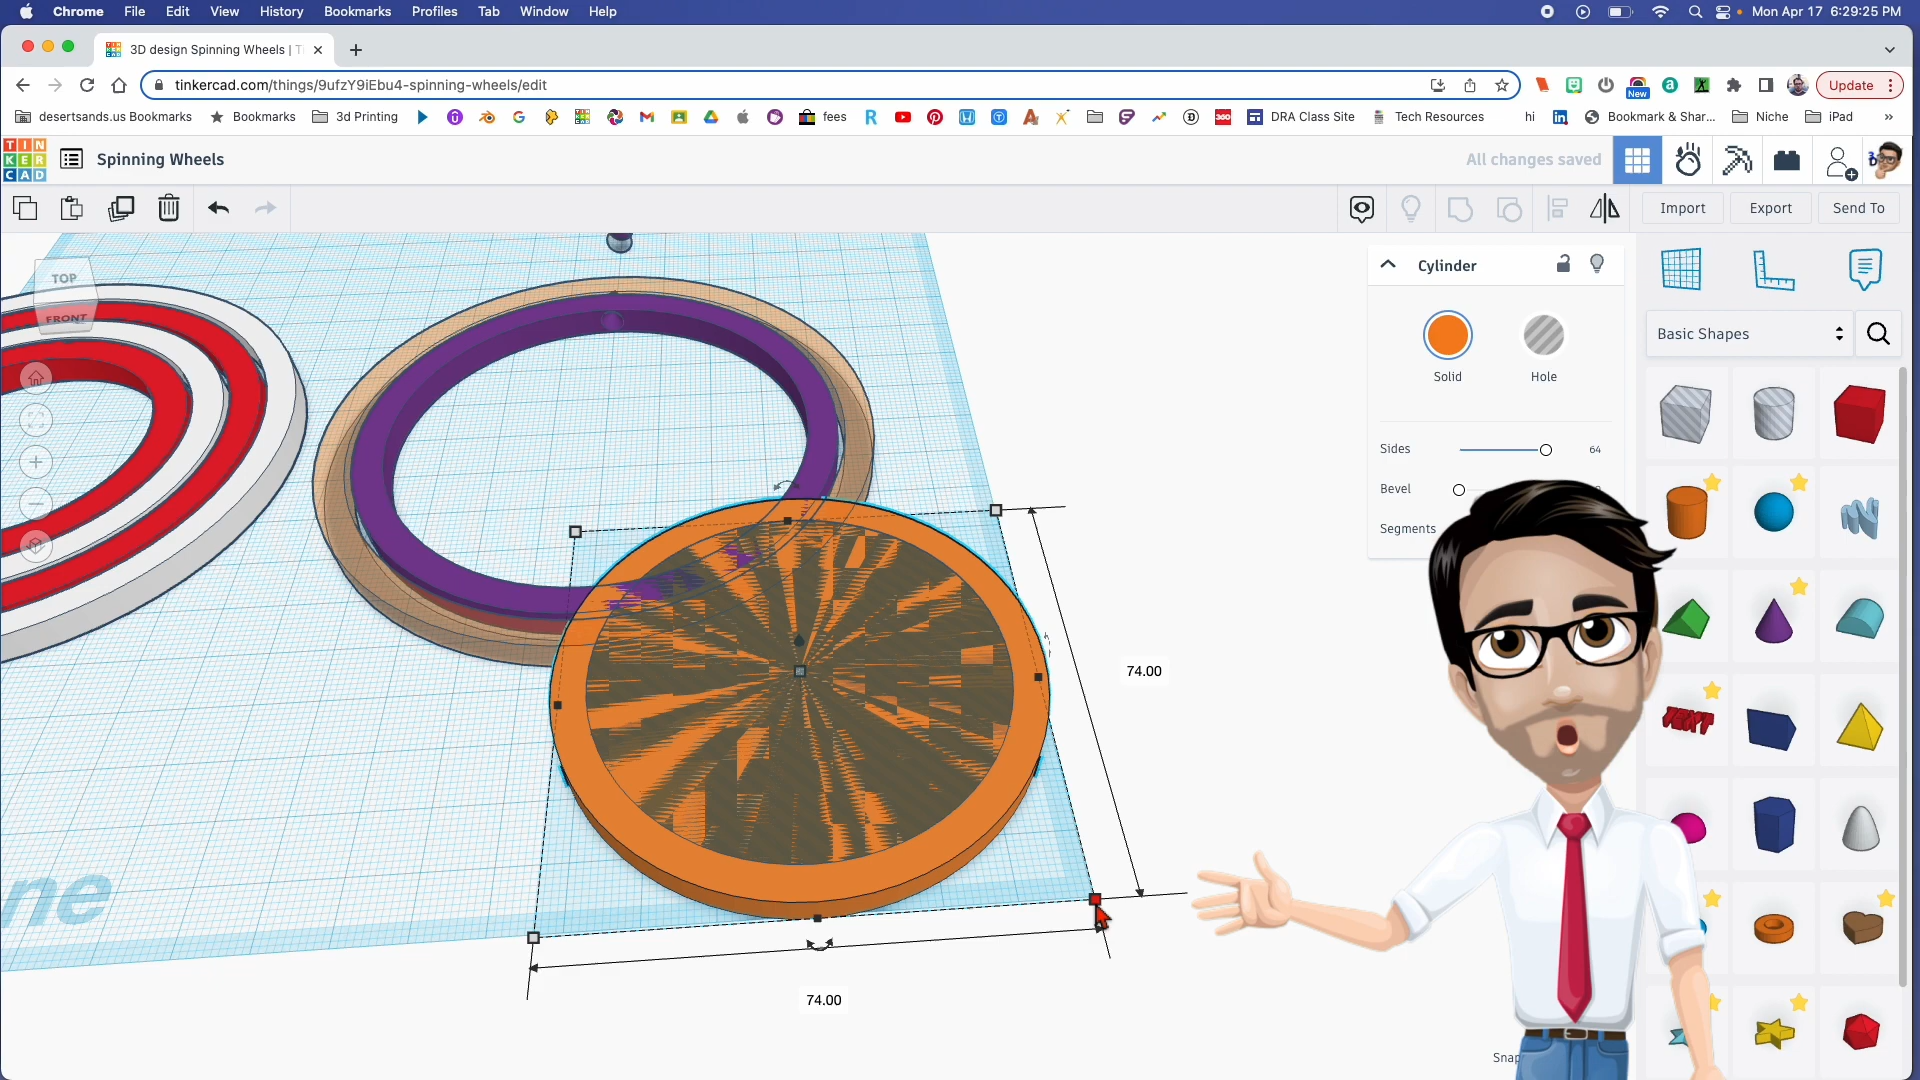 Chrome File Edit View History Bookmarks Profiles Tab Window Help Mon Apr 17 6:29:25 PM
3D design Spinning Wheels | T
tinkercad.com/things/9ufzY9iEbu4-spinning-wheels/edit
New
Update
desertsands.us Bookmarks Bookmarks 3d Printing fees DRA Class Site Tech Resources hi Bookmark & Shar... Niche iPad »
TIN
KER
CAD
Spinning Wheels
All changes saved
Import Export Send To
TOP
FRONT
Cylinder
Solid Hole
Sides 64
Bevel
Segments
Basic Shapes
TEXT
74.00
74.00
ne
Snap